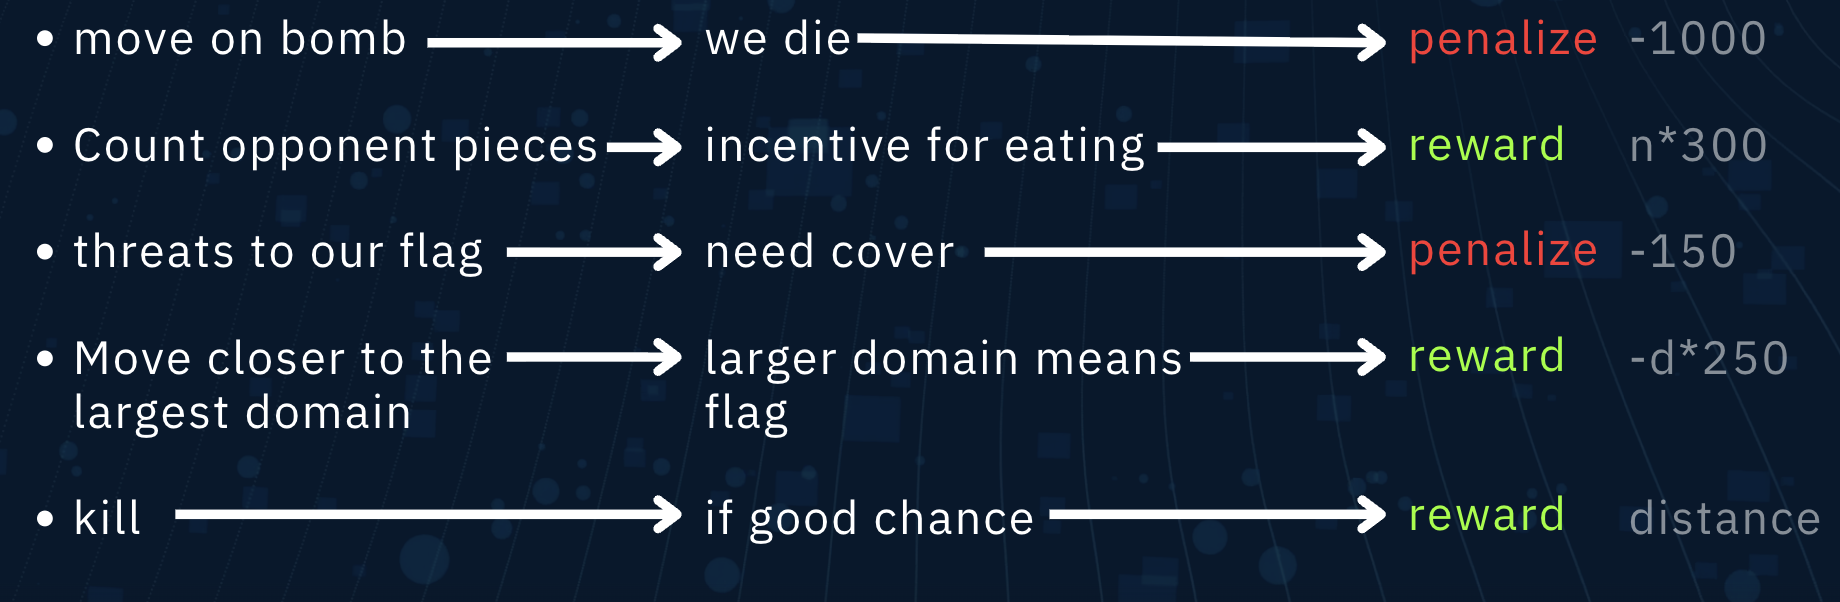 • move on bomb → we die → penalize -1000
• Count opponent pieces → incentive for eating → reward n*300
• threats to our flag → need cover → penalize -150
• Move closer to the → larger domain means → reward -d*250
largest domain flag
• kill → if good chance → reward distance